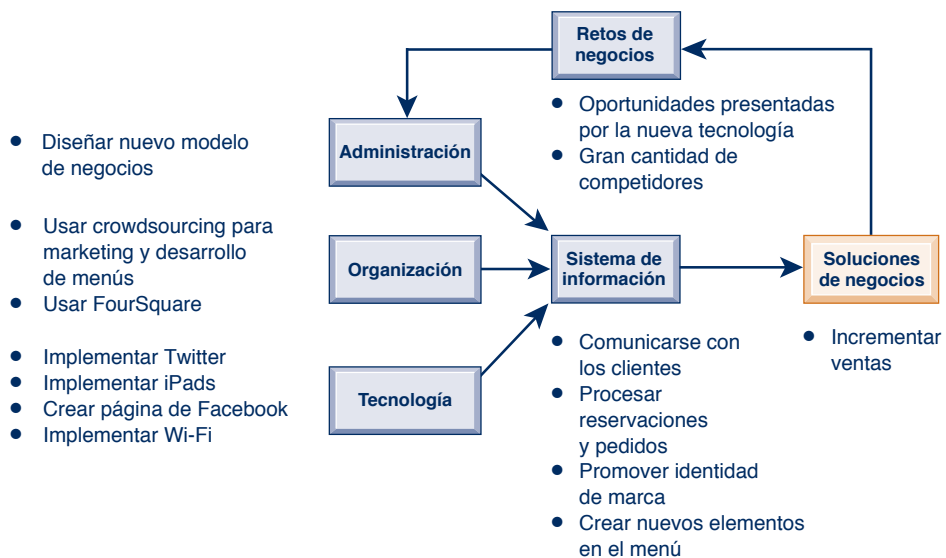 Retos de
negocios
Oportunidades presentadas
por la nueva tecnología
Gran cantidad de
competidores
Administración
Diseñar nuevo modelo
de negocios
Usar crowdsourcing para
marketing y desarrollo
de menús
Usar FourSquare
Organización
Sistema de
información
Soluciones
de negocios
Implementar Twitter
Implementar iPads
Crear página de Facebook
Implementar Wi-Fi
Tecnología
Comunicarse con
los clientes
Procesar
reservaciones
y pedidos
Promover identidad
de marca
Crear nuevos elementos
en el menú
Incrementar
ventas